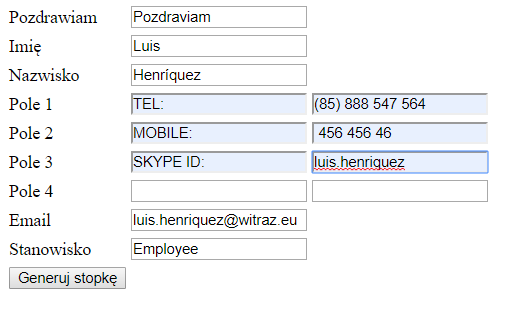 Pozdrawiam Pozdraviam
Imię Luis
Nazwisko Henríquez
Pole 1 TEL: (85) 888 547 564
Pole 2 MOBILE: 456 456 46
Pole 3 SKYPE ID: luis.henriquez
Pole 4
Email luis.henriquez@witraz.eu
Stanowisko Employee
Generuj stopkę